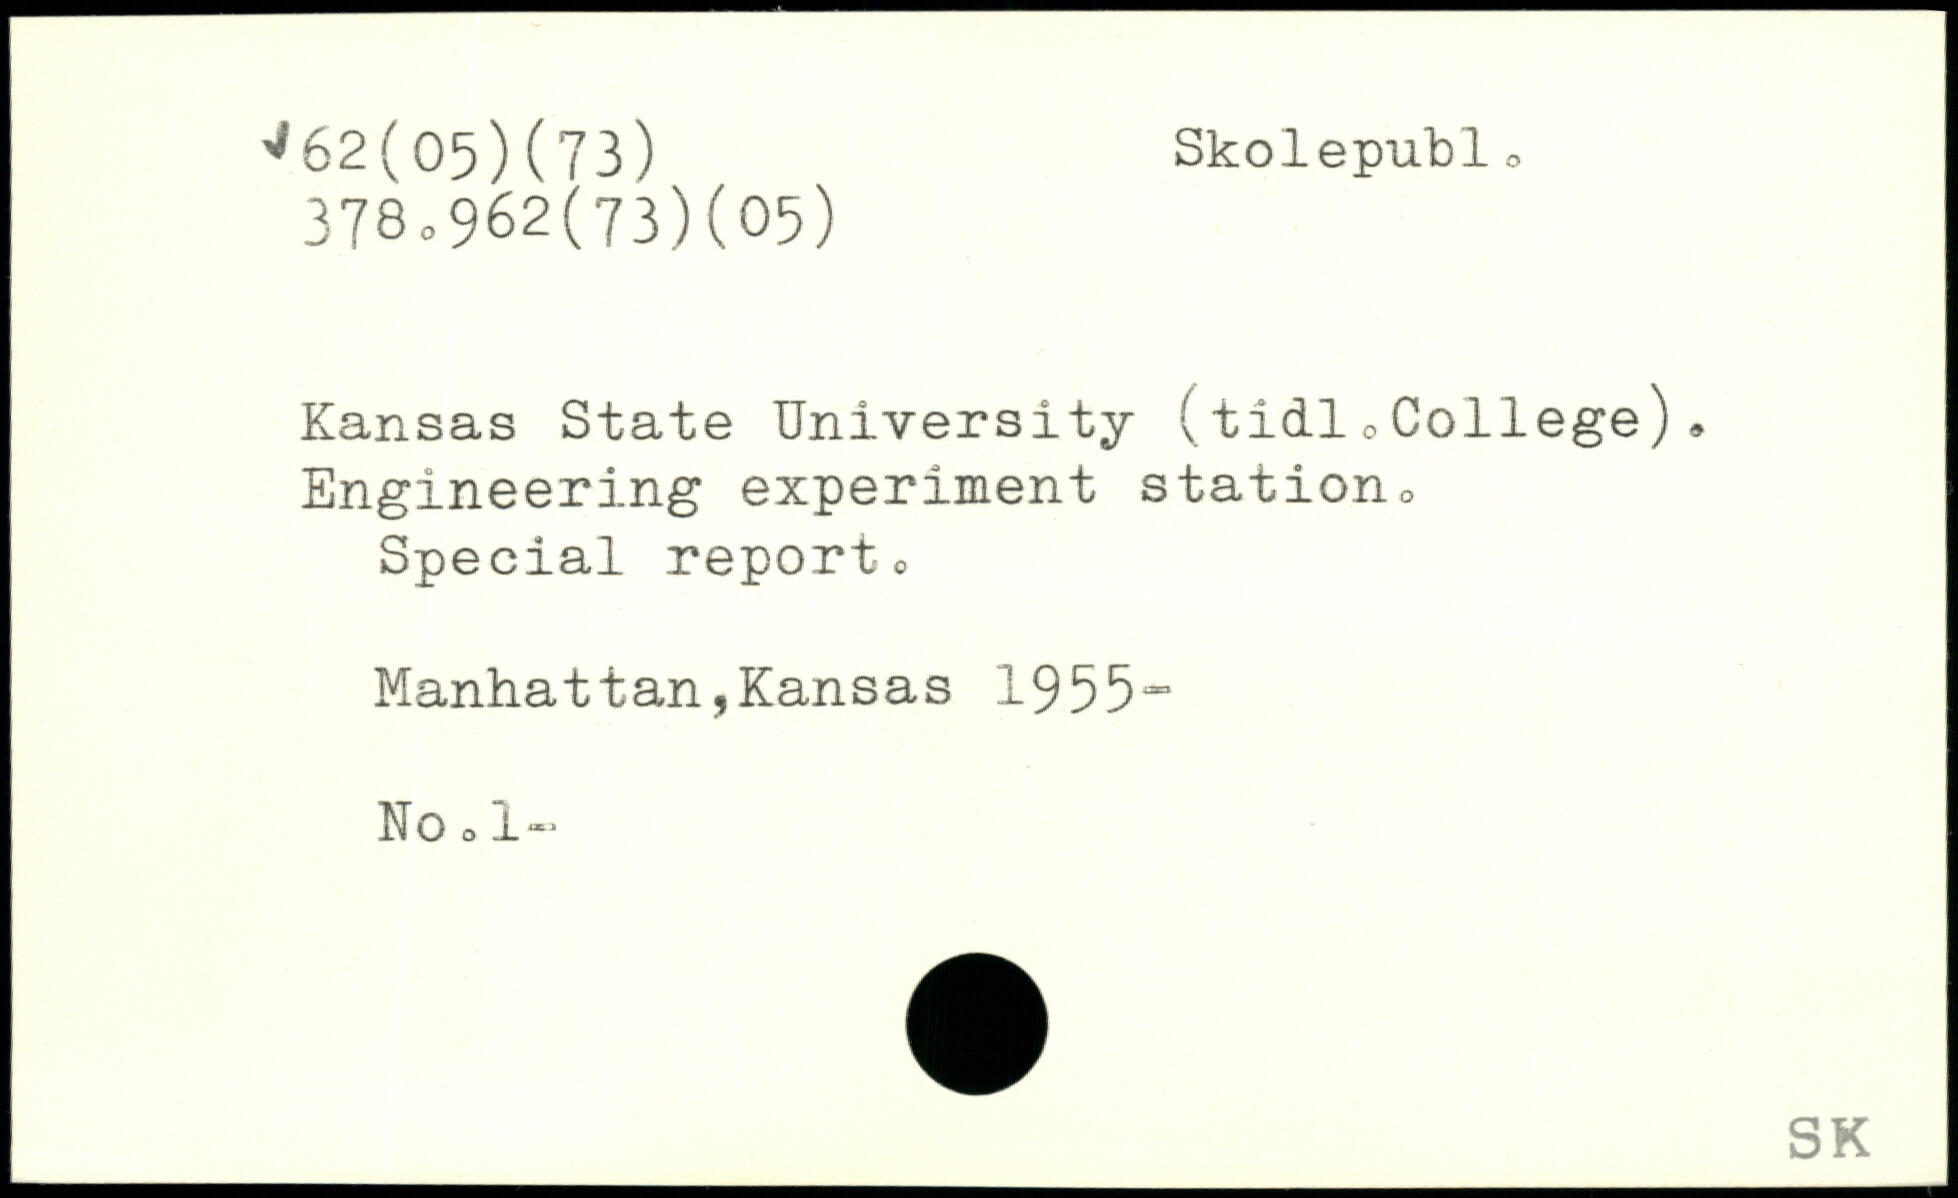 ✓62(05)(73) Skolepubl.
378.962(73)(05)
Kansas State University (tidl.College).
Engineering experiment station.
Special report.
Manhattan,Kansas 1955-
No.1-
SK